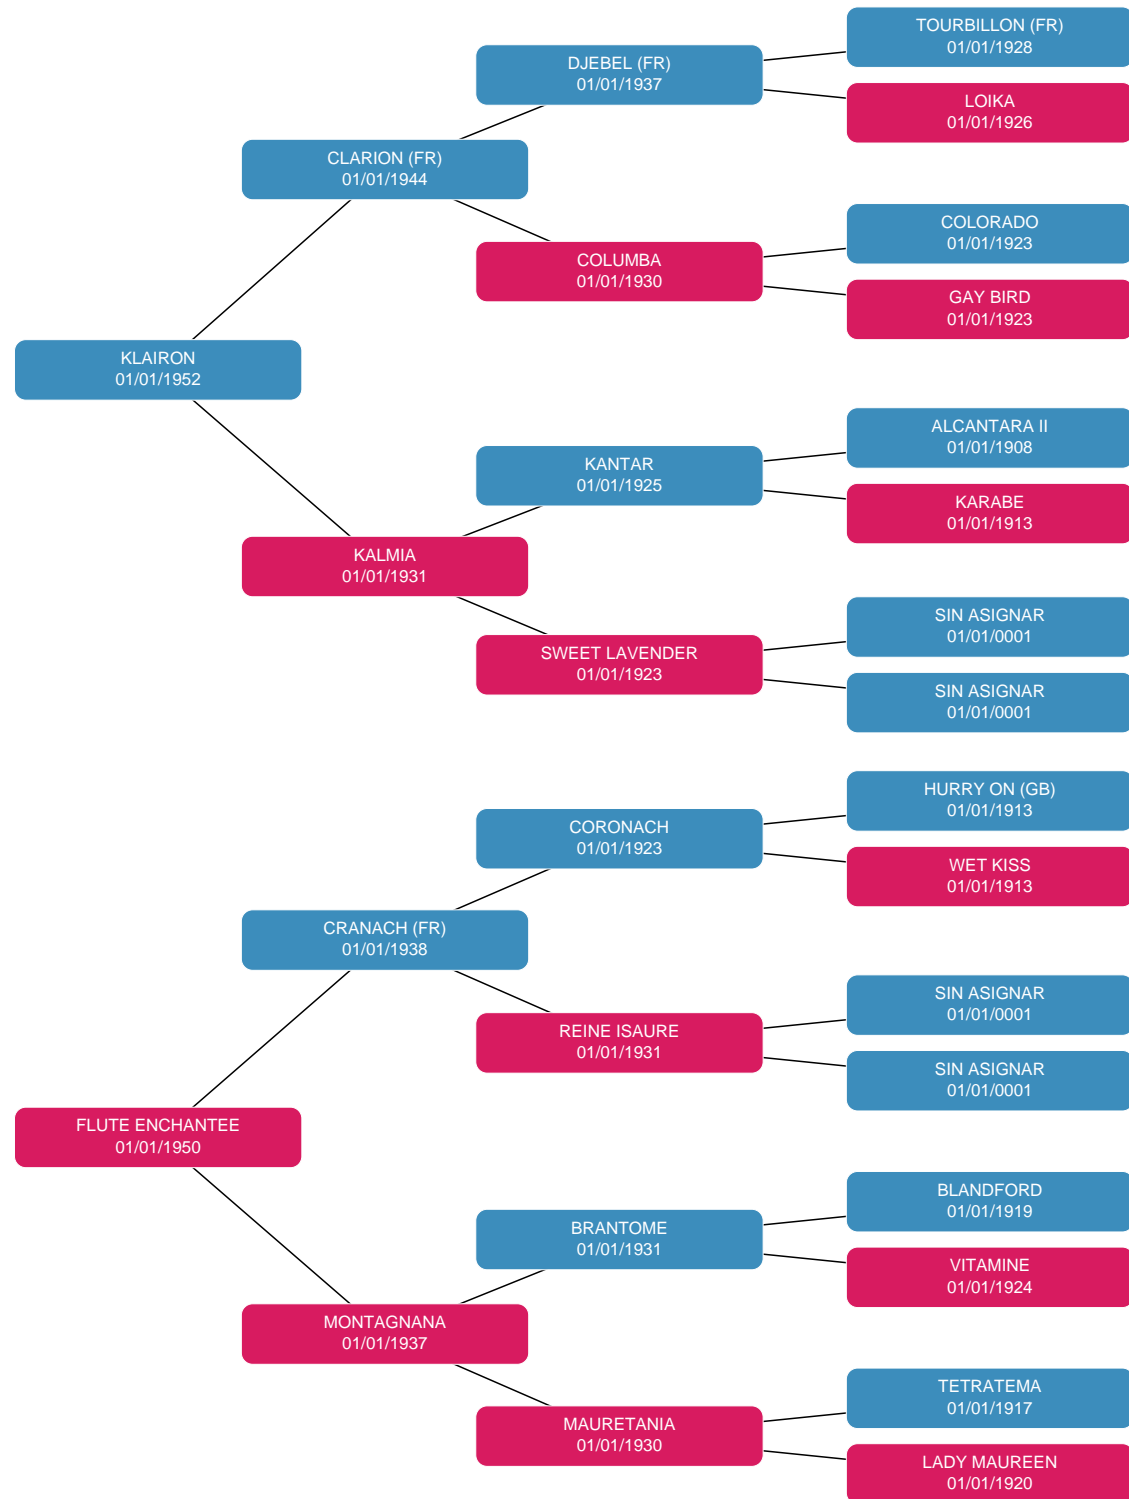 TOURBILLON (FR)
01/01/1928
DJEBEL (FR)
01/01/1937
LOIKA
01/01/1926
CLARION (FR)
01/01/1944
COLORADO
01/01/1923
COLUMBA
01/01/1930
GAY BIRD
01/01/1923
KLAIRON
01/01/1952
ALCANTARA II
01/01/1908
KANTAR
01/01/1925
KARABE
01/01/1913
KALMIA
01/01/1931
SIN ASIGNAR
01/01/0001
SWEET LAVENDER
01/01/1923
SIN ASIGNAR
01/01/0001
HURRY ON (GB)
01/01/1913
CORONACH
01/01/1923
WET KISS
01/01/1913
CRANACH (FR)
01/01/1938
SIN ASIGNAR
01/01/0001
REINE ISAURE
01/01/1931
SIN ASIGNAR
01/01/0001
FLUTE ENCHANTEE
01/01/1950
BLANDFORD
01/01/1919
BRANTOME
01/01/1931
VITAMINE
01/01/1924
MONTAGNANA
01/01/1937
TETRATEMA
01/01/1917
MAURETANIA
01/01/1930
LADY MAUREEN
01/01/1920